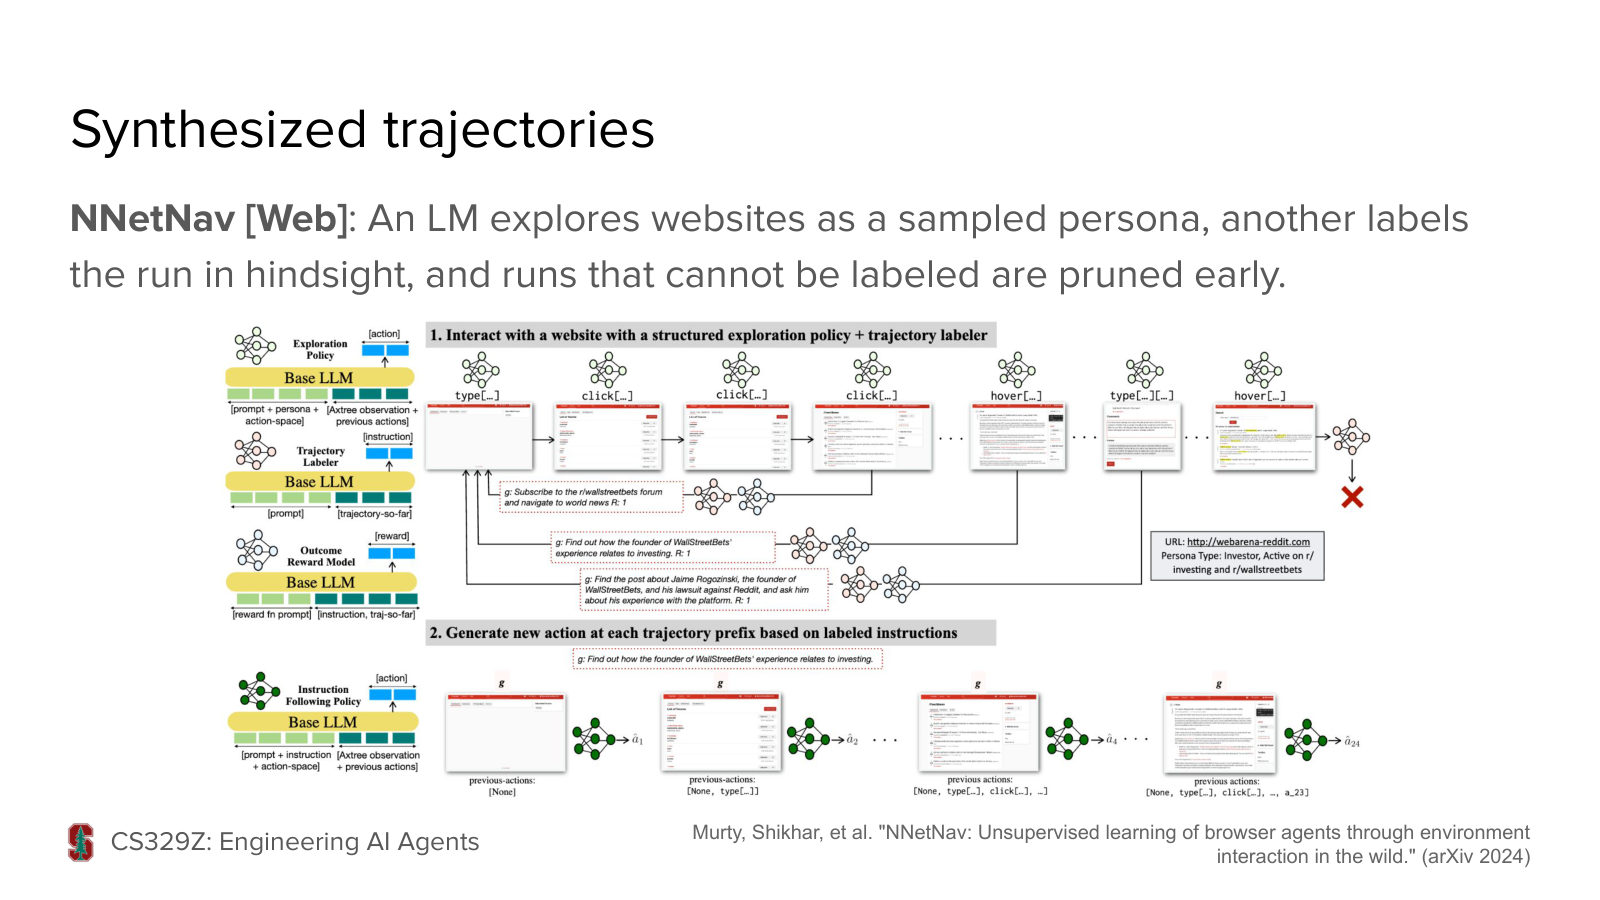 Synthesized trajectories
NNetNav [Web]: An LM explores websites as a sampled persona, another labels
the run in hindsight, and runs that cannot be labeled are pruned early.
Exploration
Policy
[action]
Base LLM
[prompt + persona +
action-space]
[Axtree observation +
previous actions]
Trajectory
Labeler
[instruction]
Base LLM
[prompt]
[trajectory-so-far]
Outcome
Reward Model
[reward]
Base LLM
[reward fn prompt]
[instruction, traj-so-far]
1. Interact with a website with a structured exploration policy + trajectory labeler
type[…]
click[…]
click[…]
click[…]
hover[…]
type[…][…]
hover[…]
g: Subscribe to the r/wallstreetbets forum
and navigate to world news R: 1
g: Find out how the founder of WallStreetBets'
experience relates to investing. R: 1
g: Find the post about Jaime Rogozinski, the founder of
WallStreetBets, and his lawsuit against Reddit, and ask him
about his experience with the platform. R: 1
URL: http://webarena-reddit.com
Persona Type: Investor, Active on r/
investing and r/wallstreetbets
2. Generate new action at each trajectory prefix based on labeled instructions
g: Find out how the founder of WallStreetBets' experience relates to investing.
Instruction
Following Policy
[action]
Base LLM
[prompt + instruction
+ action-space]
[Axtree observation
+ previous actions]
g
g
g
g
â1
â2
â4
â24
previous-actions:
[None]
previous-actions:
[None, type[…]]
previous actions:
[None, type[…], click[…], …]
previous actions:
[None, type[…], click[…], …, a_23]
CS329Z: Engineering AI Agents
Murty, Shikhar, et al. "NNetNav: Unsupervised learning of browser agents through environment
interaction in the wild." (arXiv 2024)